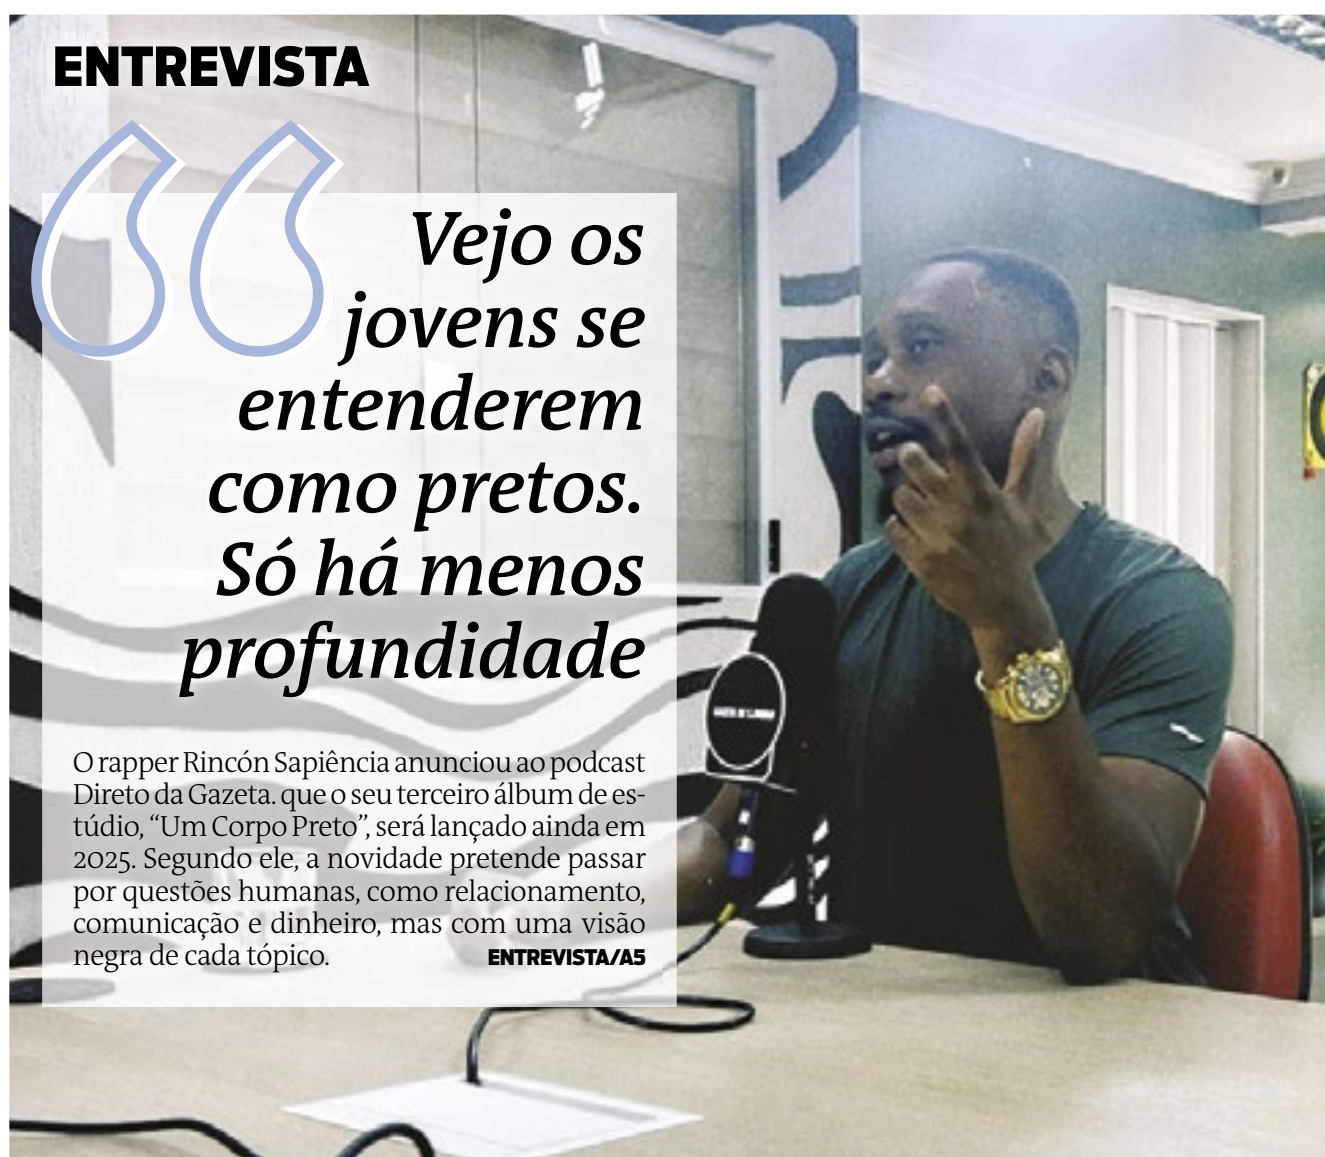 ENTREVISTA
Vejo os
jovens se
entenderem
como pretos.
Só há menos
profundidade
O rapper Rincón Sapiência anunciou ao podcast
Direto da Gazeta. que o seu terceiro álbum de es-
túdio, “Um Corpo Preto”, será lançado ainda em
2025. Segundo ele, a novidade pretende passar
por questões humanas, como relacionamento,
comunicação e dinheiro, mas com uma visão
negra de cada tópico.
ENTREVISTA/A5